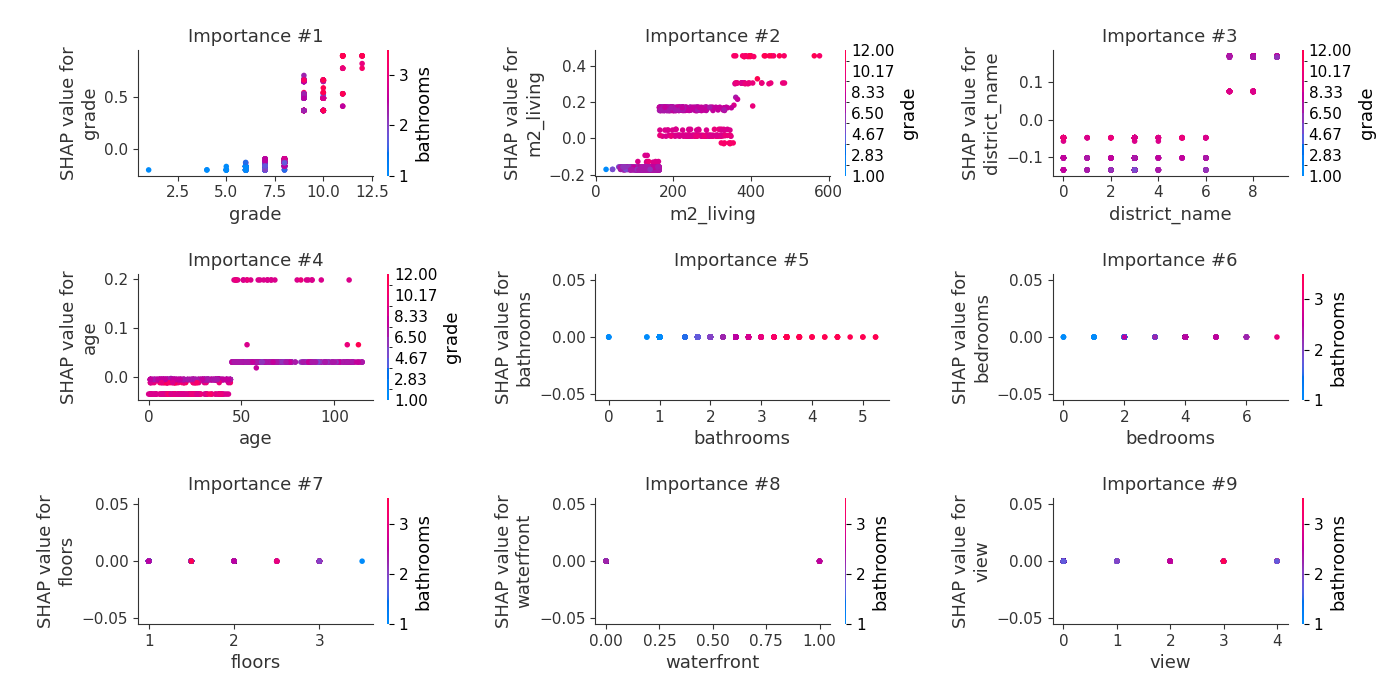 Importance #1
SHAP value for
grade
0.5
0.0
2.5 5.0 7.5 10.0 12.5
grade
3
2
1
bathrooms
Importance #2
SHAP value for
m2_living
0.4
0.2
0.0
−0.2
0 200 400 600
m2_living
12.00
10.17
8.33
6.50
4.67
2.83
1.00
grade
Importance #3
SHAP value for
district_name
0.1
0.0
−0.1
0 2 4 6 8
district_name
12.00
10.17
8.33
6.50
4.67
2.83
1.00
grade
Importance #4
SHAP value for
age
0.2
0.1
0.0
0 50 100
age
12.00
10.17
8.33
6.50
4.67
2.83
1.00
grade
Importance #5
SHAP value for
bathrooms
0.05
0.00
−0.05
0 1 2 3 4 5
bathrooms
Importance #6
SHAP value for
bedrooms
0.05
0.00
−0.05
0 2 4 6
bedrooms
3
2
1
bathrooms
Importance #7
SHAP value for
floors
0.05
0.00
−0.05
1 2 3
floors
3
2
1
bathrooms
Importance #8
SHAP value for
waterfront
0.05
0.00
−0.05
0.00 0.25 0.50 0.75 1.00
waterfront
3
2
1
bathrooms
Importance #9
SHAP value for
view
0.05
0.00
−0.05
0 1 2 3 4
view
3
2
1
bathrooms